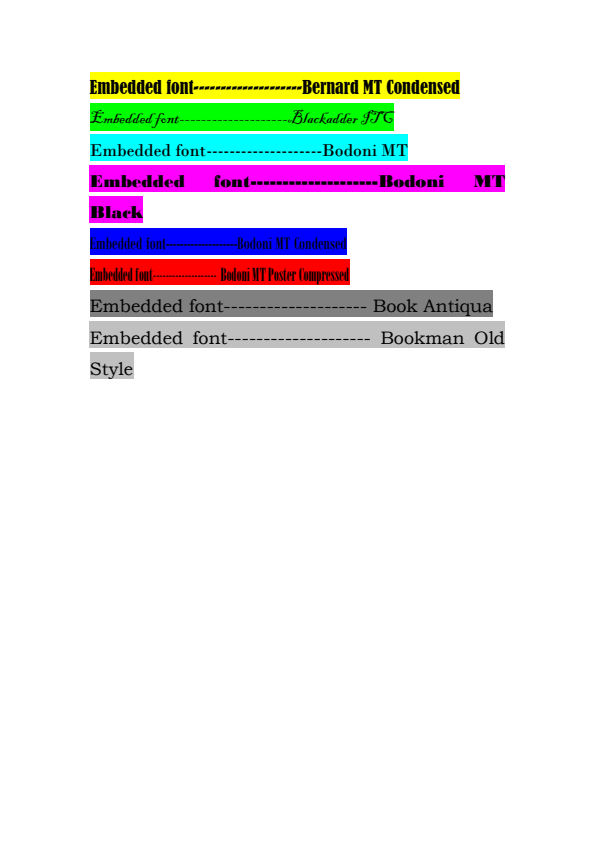 Embedded font--------------------Bernard MT Condensed
Embedded font--------------------Blackadder ITC
Embedded font-------------------Bodoni MT
Embedded font--------------------Bodoni MT
Black
Embedded font--------------------Bodoni MT Condensed
Embedded font-------------------- Bodoni MT Poster Compressed
Embedded font-------------------- Book Antiqua
Embedded font-------------------- Bookman Old
Style